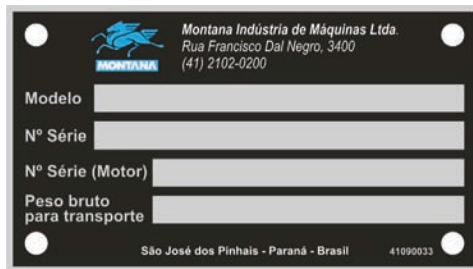 Montana Indústria de Máquinas Ltda.
Rua Francisco Dal Negro, 3400
(41) 2102-0200
MONTANA
Modelo
Nº Série
Nº Série (Motor)
Peso bruto
para transporte
São José dos Pinhais - Paraná - Brasil
41090033